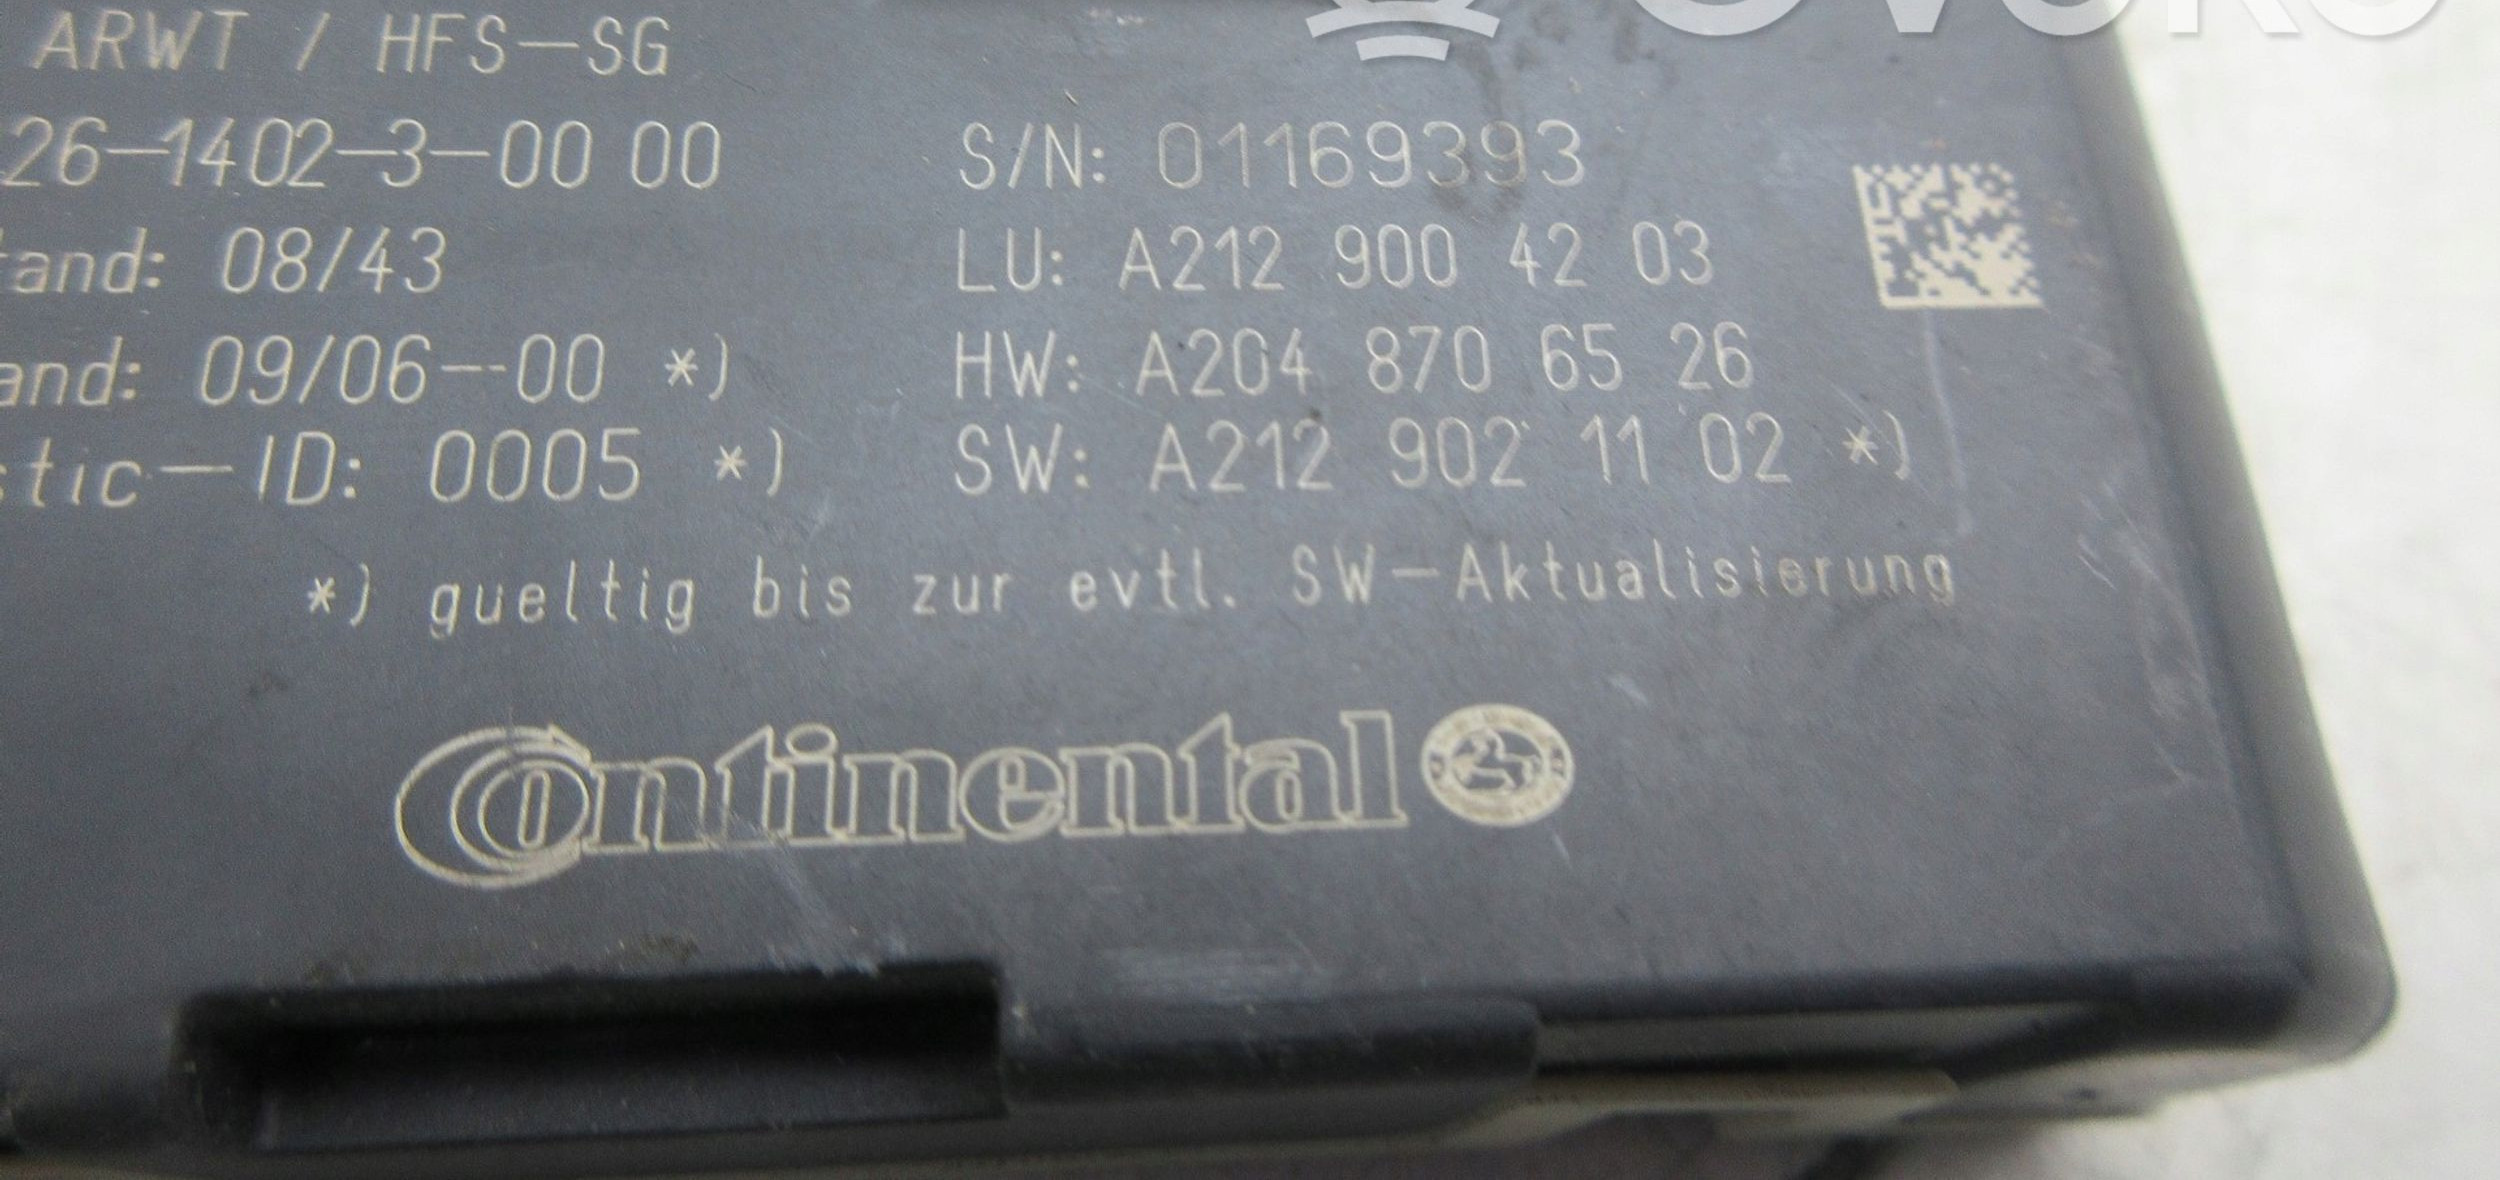 ARWT / HFS-SG
26-1402-3-00 00
S/N: 01169393
tand: 08/43
LU: A212 900 42 03
and: 09/06--00 *)
HW: A204 870 65 26
stic-ID: 0005 *)
SW: A212 902 11 02 *)
*) gueltig bis zur evtl. SW-Aktualisierung
Continental